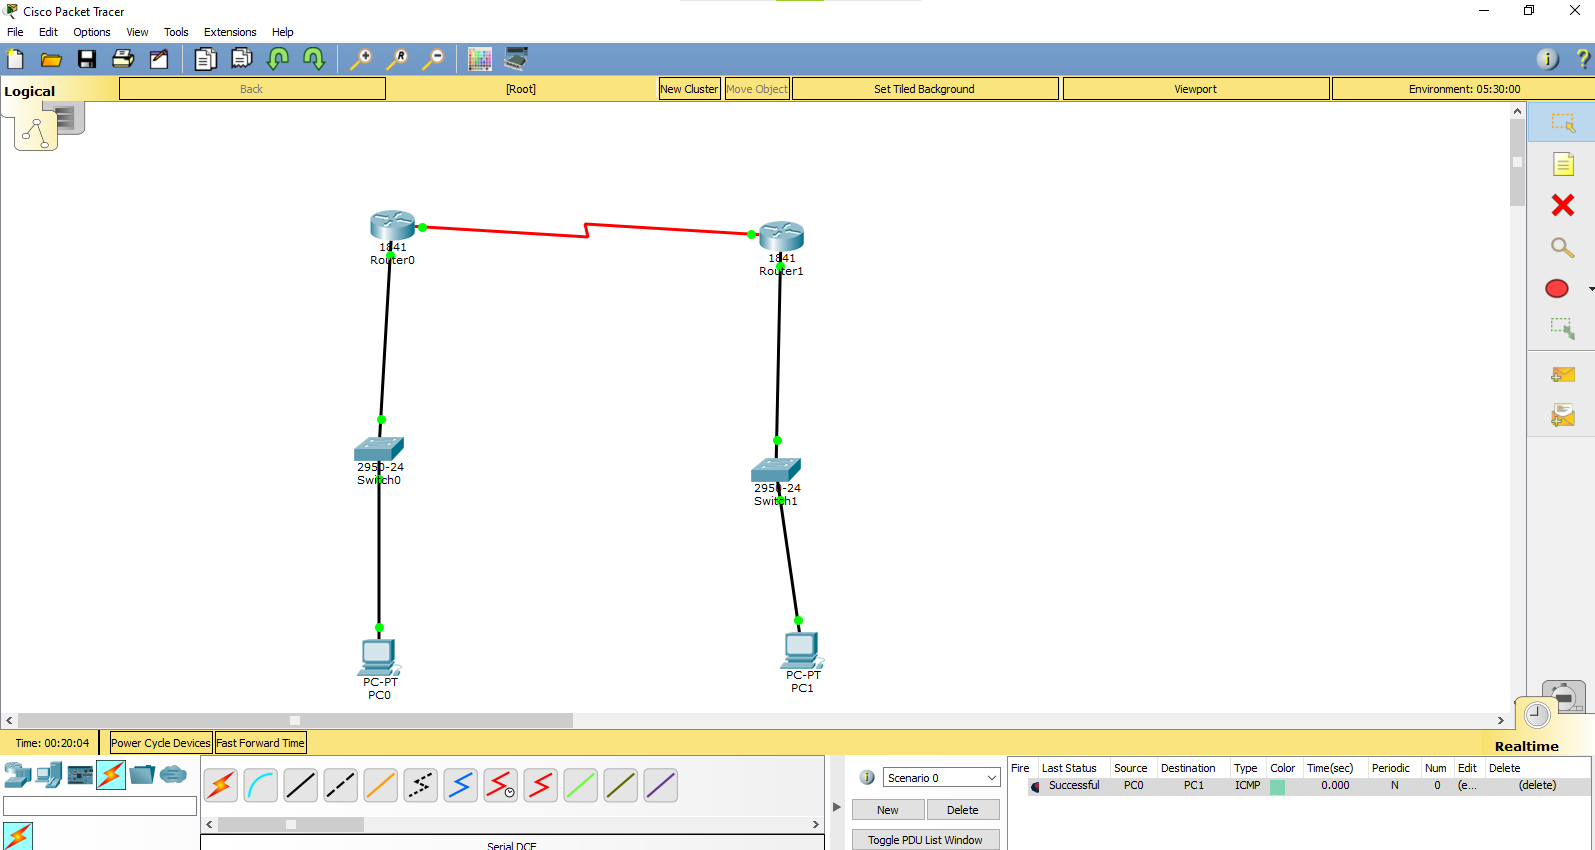 Cisco Packet Tracer
File Edit Options View Tools Extensions Help
Logical Back [Root] New Cluster Move Object Set Tiled Background Viewport Environment: 05:30:00
1841
Router0
1841
Router1
2950-24
Switch0
2950-24
Switch1
PC-PT
PC0
PC-PT
PC1
Time: 00:20:04 Power Cycle Devices Fast Forward Time
Realtime
Scenario 0
New Delete
Toggle PDU List Window
Fire Last Status Source Destination Type Color Time(sec) Periodic Num Edit Delete
Successful PC0 PC1 ICMP 0.000 N 0 (e... (delete)
Serial DCE